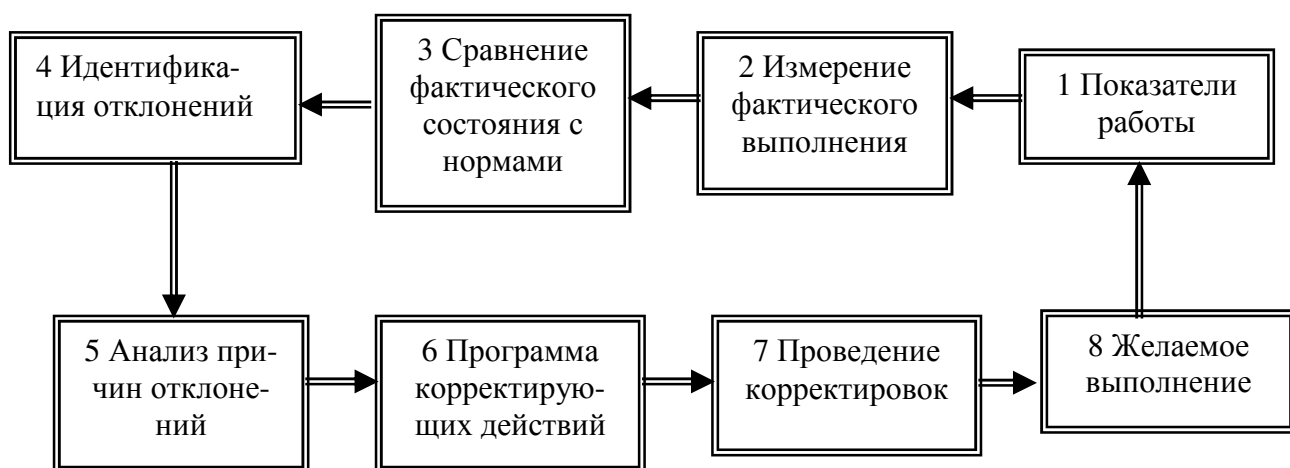 4 Идентифика-
ция отклонений
3 Сравнение
фактического
состояния с
нормами
2 Измерение
фактического
выполнения
1 Показатели
работы
5 Анализ при-
чин отклоне-
ний
6 Программа
корректирую-
щих действий
7 Проведение
корректировок
8 Желаемое
выполнение